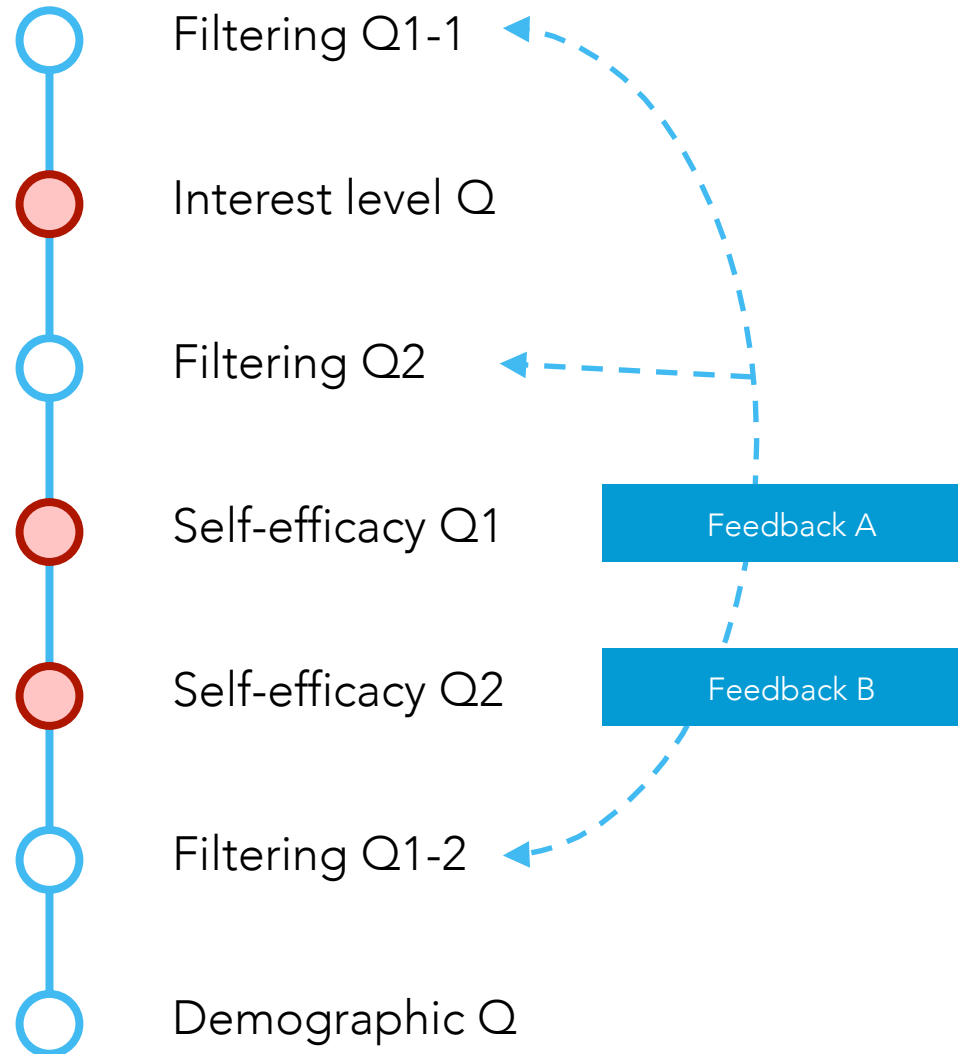 Filtering Q1-1
Interest level Q
Filtering Q2
Self-efficacy Q1
Feedback A
Self-efficacy Q2
Feedback B
Filtering Q1-2
Demographic Q